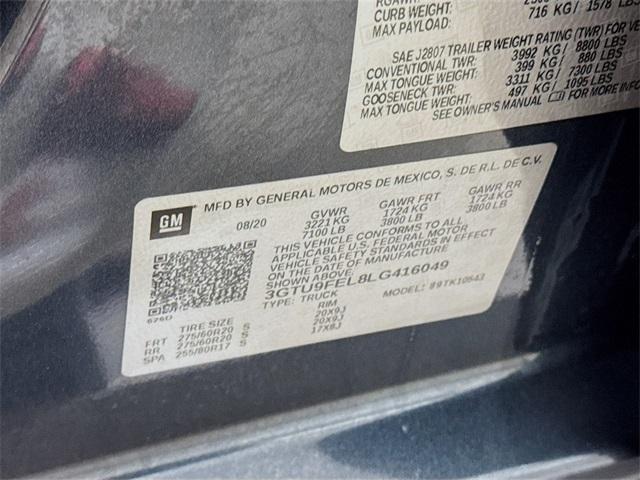 CURB WEIGHT:
MAX PAYLOAD: 716 KG / 1578 LBS
SAE J2807 TRAILER WEIGHT RATING (TWR) FOR VE
CONVENTIONAL TWR: 3992 KG / 8800 LBS
MAX TONGUE WEIGHT: 399 KG / 880 LBS
GOOSENECK TWR: 3311 KG / 7300 LBS
MAX TONGUE WEIGHT: 497 KG / 1095 LBS
SEE OWNER'S MANUAL FOR MORE INFO
GM MFD BY GENERAL MOTORS DE MEXICO, S. DE R.L. DE C.V.
08/20 GVWR GAWR FRT GAWR RR
3221 KG 1724 KG 1724 KG
7100 LB 3800 LB 3800 LB
THIS VEHICLE CONFORMS TO ALL
APPLICABLE U.S. FEDERAL MOTOR
VEHICLE SAFETY STANDARDS IN EFFECT
ON THE DATE OF MANUFACTURE
SHOWN ABOVE.
3GTU9FEL8LG416049
TYPE: TRUCK MODEL: 89TK10543
TIRE SIZE RIM
FRT 275/60R20 S 20X9J
RR 275/60R20 S 20X9J
SPA 255/80R17 S 17X8J